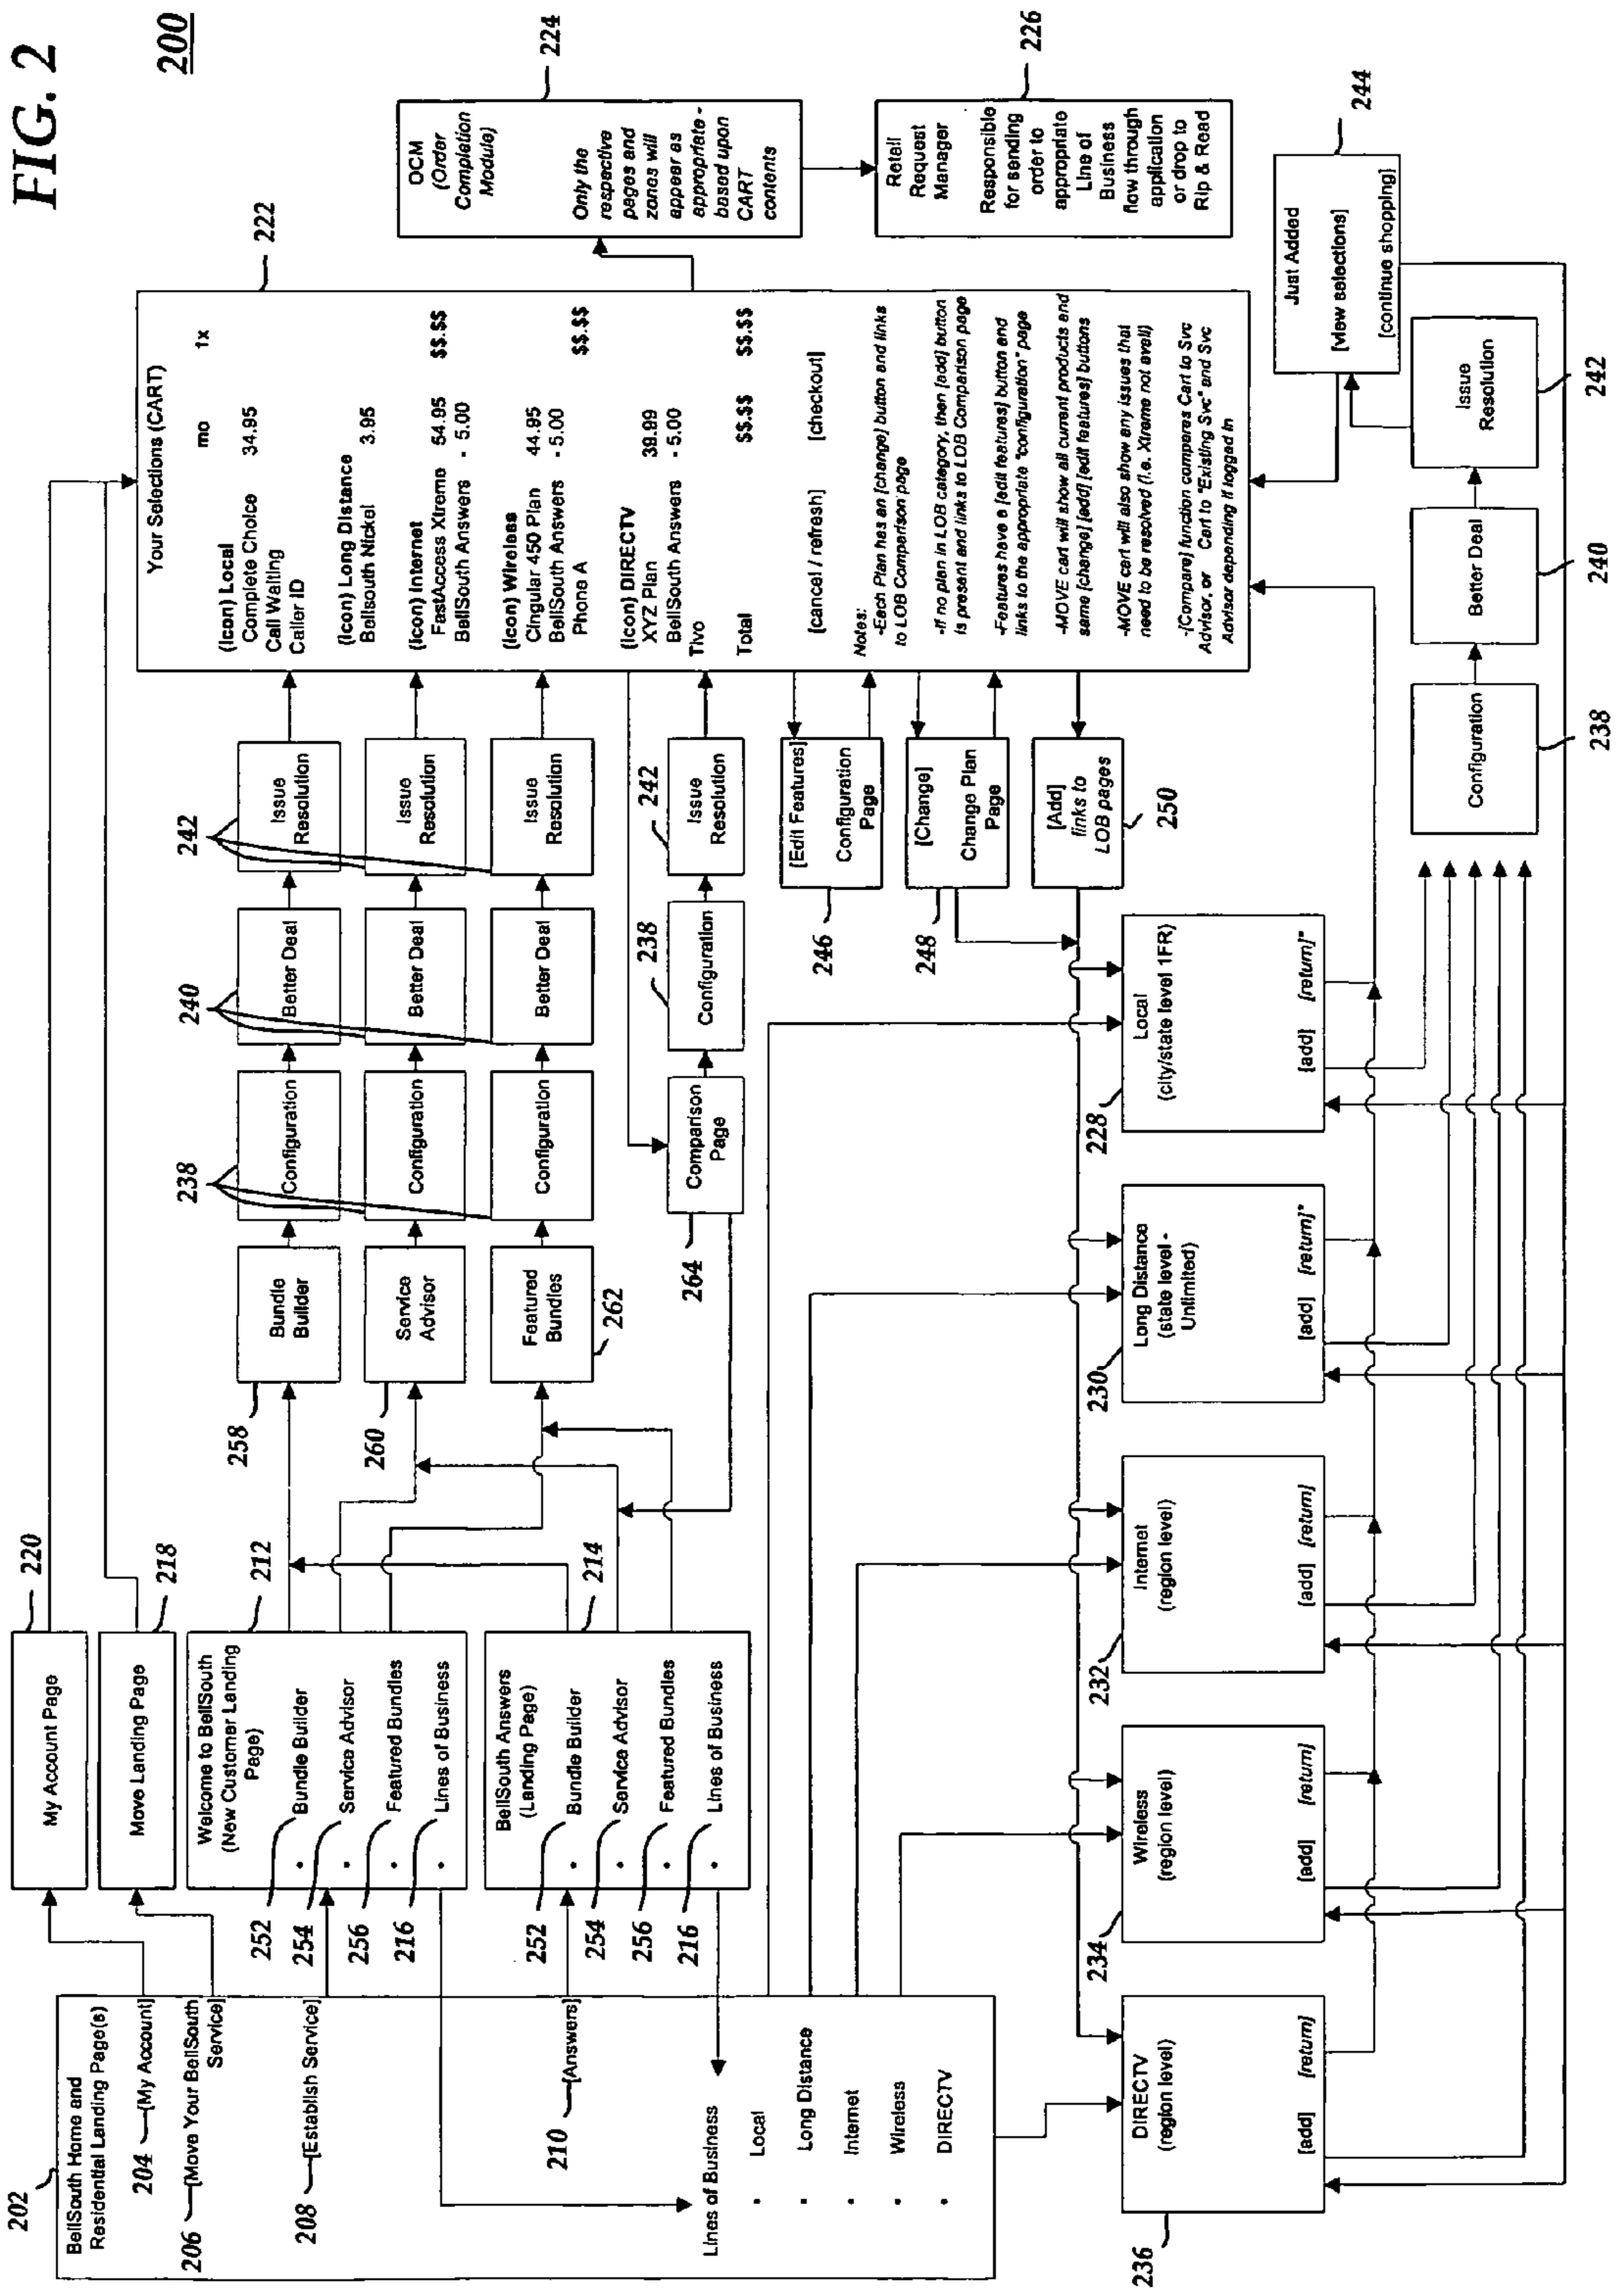 FIG. 2
200
202
BellSouth Home and
Residential Landing Page(s)
204
[My Account]
206
[Move Your BellSouth
Service]
208
[Establish Service]
210
[Answers]
Lines of Business
• Local
• Long Distance
• Internet
• Wireless
• DIRECTV
220
My Account Page
218
Move Landing Page
212
Welcome to BellSouth
(New Customer Landing
Page)
252
• Bundle Builder
254
• Service Advisor
256
• Featured Bundles
216
• Lines of Business
214
BellSouth Answers
(Landing Page)
252
• Bundle Builder
254
• Service Advisor
256
• Featured Bundles
216
• Lines of Business
258
Bundle
Builder
260
Service
Advisor
262
Featured
Bundles
238
Configuration
Configuration
Configuration
240
Better Deal
Better Deal
Better Deal
242
Issue
Resolution
Issue
Resolution
Issue
Resolution
264
Comparison
Page
238
Configuration
242
Issue
Resolution
246
[Edit Features]
Configuration
Page
248
[Change]
Change Plan
Page
250
[Add]
links to
LOB pages
222
Your Selections (CART)
mo 1x
(Icon) Local
Complete Choice 34.95
Call Waiting
Caller ID
(Icon) Long Distance
Bellsouth Nickel 3.95
(Icon) Internet
FastAccess Xtreme 54.95 $$.$$
BellSouth Answers - 5.00
(Icon) Wireless
Cingular 450 Plan 44.95
BellSouth Answers - 5.00
Phone A $$.$$
(Icon) DIRECTV
XYZ Plan 39.99
BellSouth Answers - 5.00
Tivo
Total $$.$$ $$.$$
[cancel / refresh] [checkout]
Notes:
-Each Plan has an [change] button and links
to LOB Comparison page
-If no plan in LOB category, then [add] button
is present and links to LOB Comparison page
-Features have a [edit features] button and
links to the appropriate "configuration" page
-MOVE cart will show all current products and
same [change] [add] [edit features] buttons
-MOVE cart will also show any issues that
need to be resolved (i.e. Xtreme not avail)
-[Compare] function compares Cart to Svc
Advisor, or Cart to "Existing Svc" and Svc
Advisor depending if logged in
224
OCM
(Order
Completion
Module)
Only the
respective
pages and
zones will
appear as
appropriate -
based upon
CART
contents
226
Retail
Request
Manager
Responsible
for sending
order to
appropriate
Line of
Business
flow through
application
or drop to
Rip & Read
236
DIRECTV
(region level)
[add] [return]
234
Wireless
(region level)
[add] [return]
232
Internet
(region level)
[add] [return]
230
Long Distance
(state level -
Unlimited)
[add] [return]*
228
Local
(city/state level 1FR)
[add] [return]*
238
Configuration
240
Better Deal
242
Issue
Resolution
244
Just Added
[view selections]
[continue shopping]